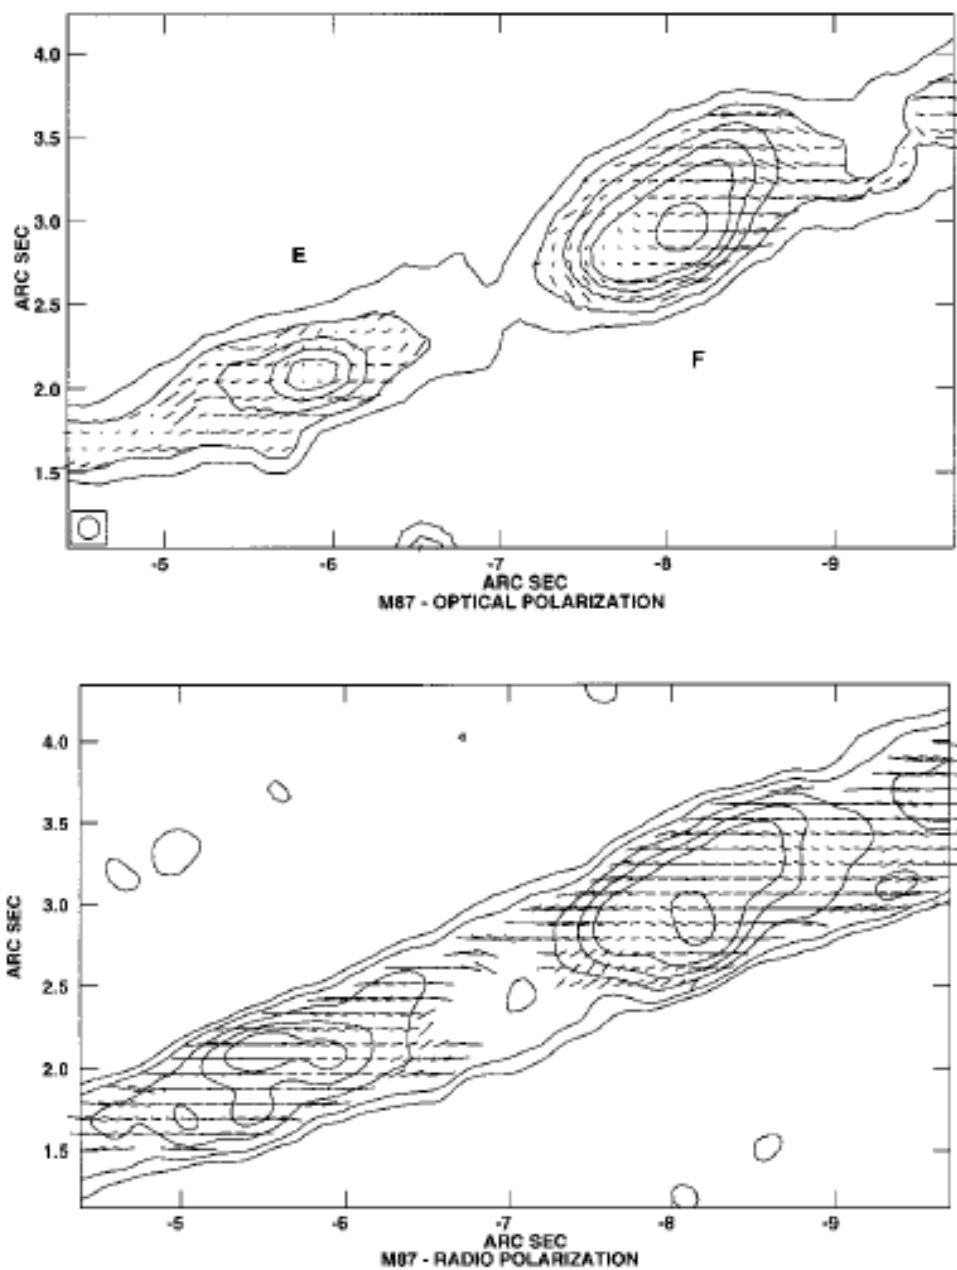 4.0
3.5
3.0
2.5
2.0
1.5
ARC SEC
E
F
-5 -6 -7 -8 -9
ARC SEC
M87 - OPTICAL POLARIZATION
4.0
3.5
3.0
2.5
2.0
1.5
ARC SEC
-5 -6 -7 -8 -9
ARC SEC
M87 - RADIO POLARIZATION